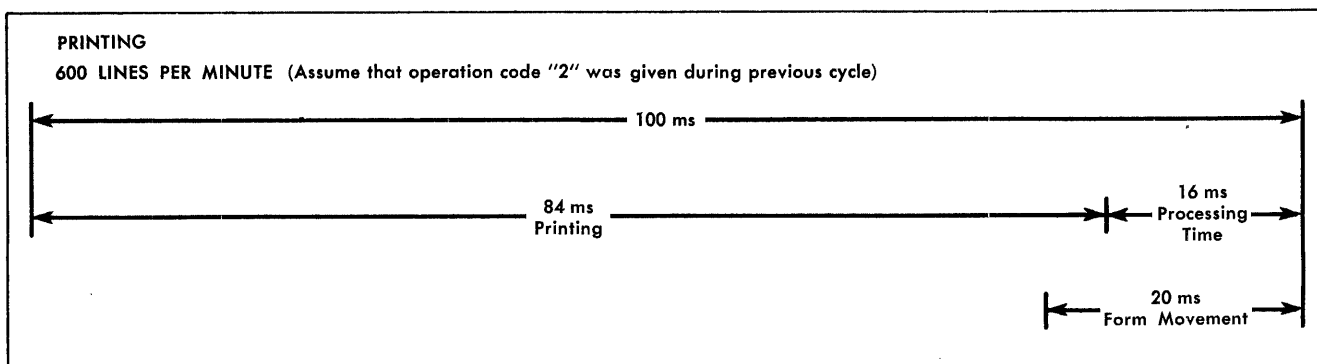 PRINTING
600 LINES PER MINUTE (Assume that operation code "2" was given during previous cycle)
100 ms
84 ms
Printing
16 ms
Processing
Time
20 ms
Form Movement